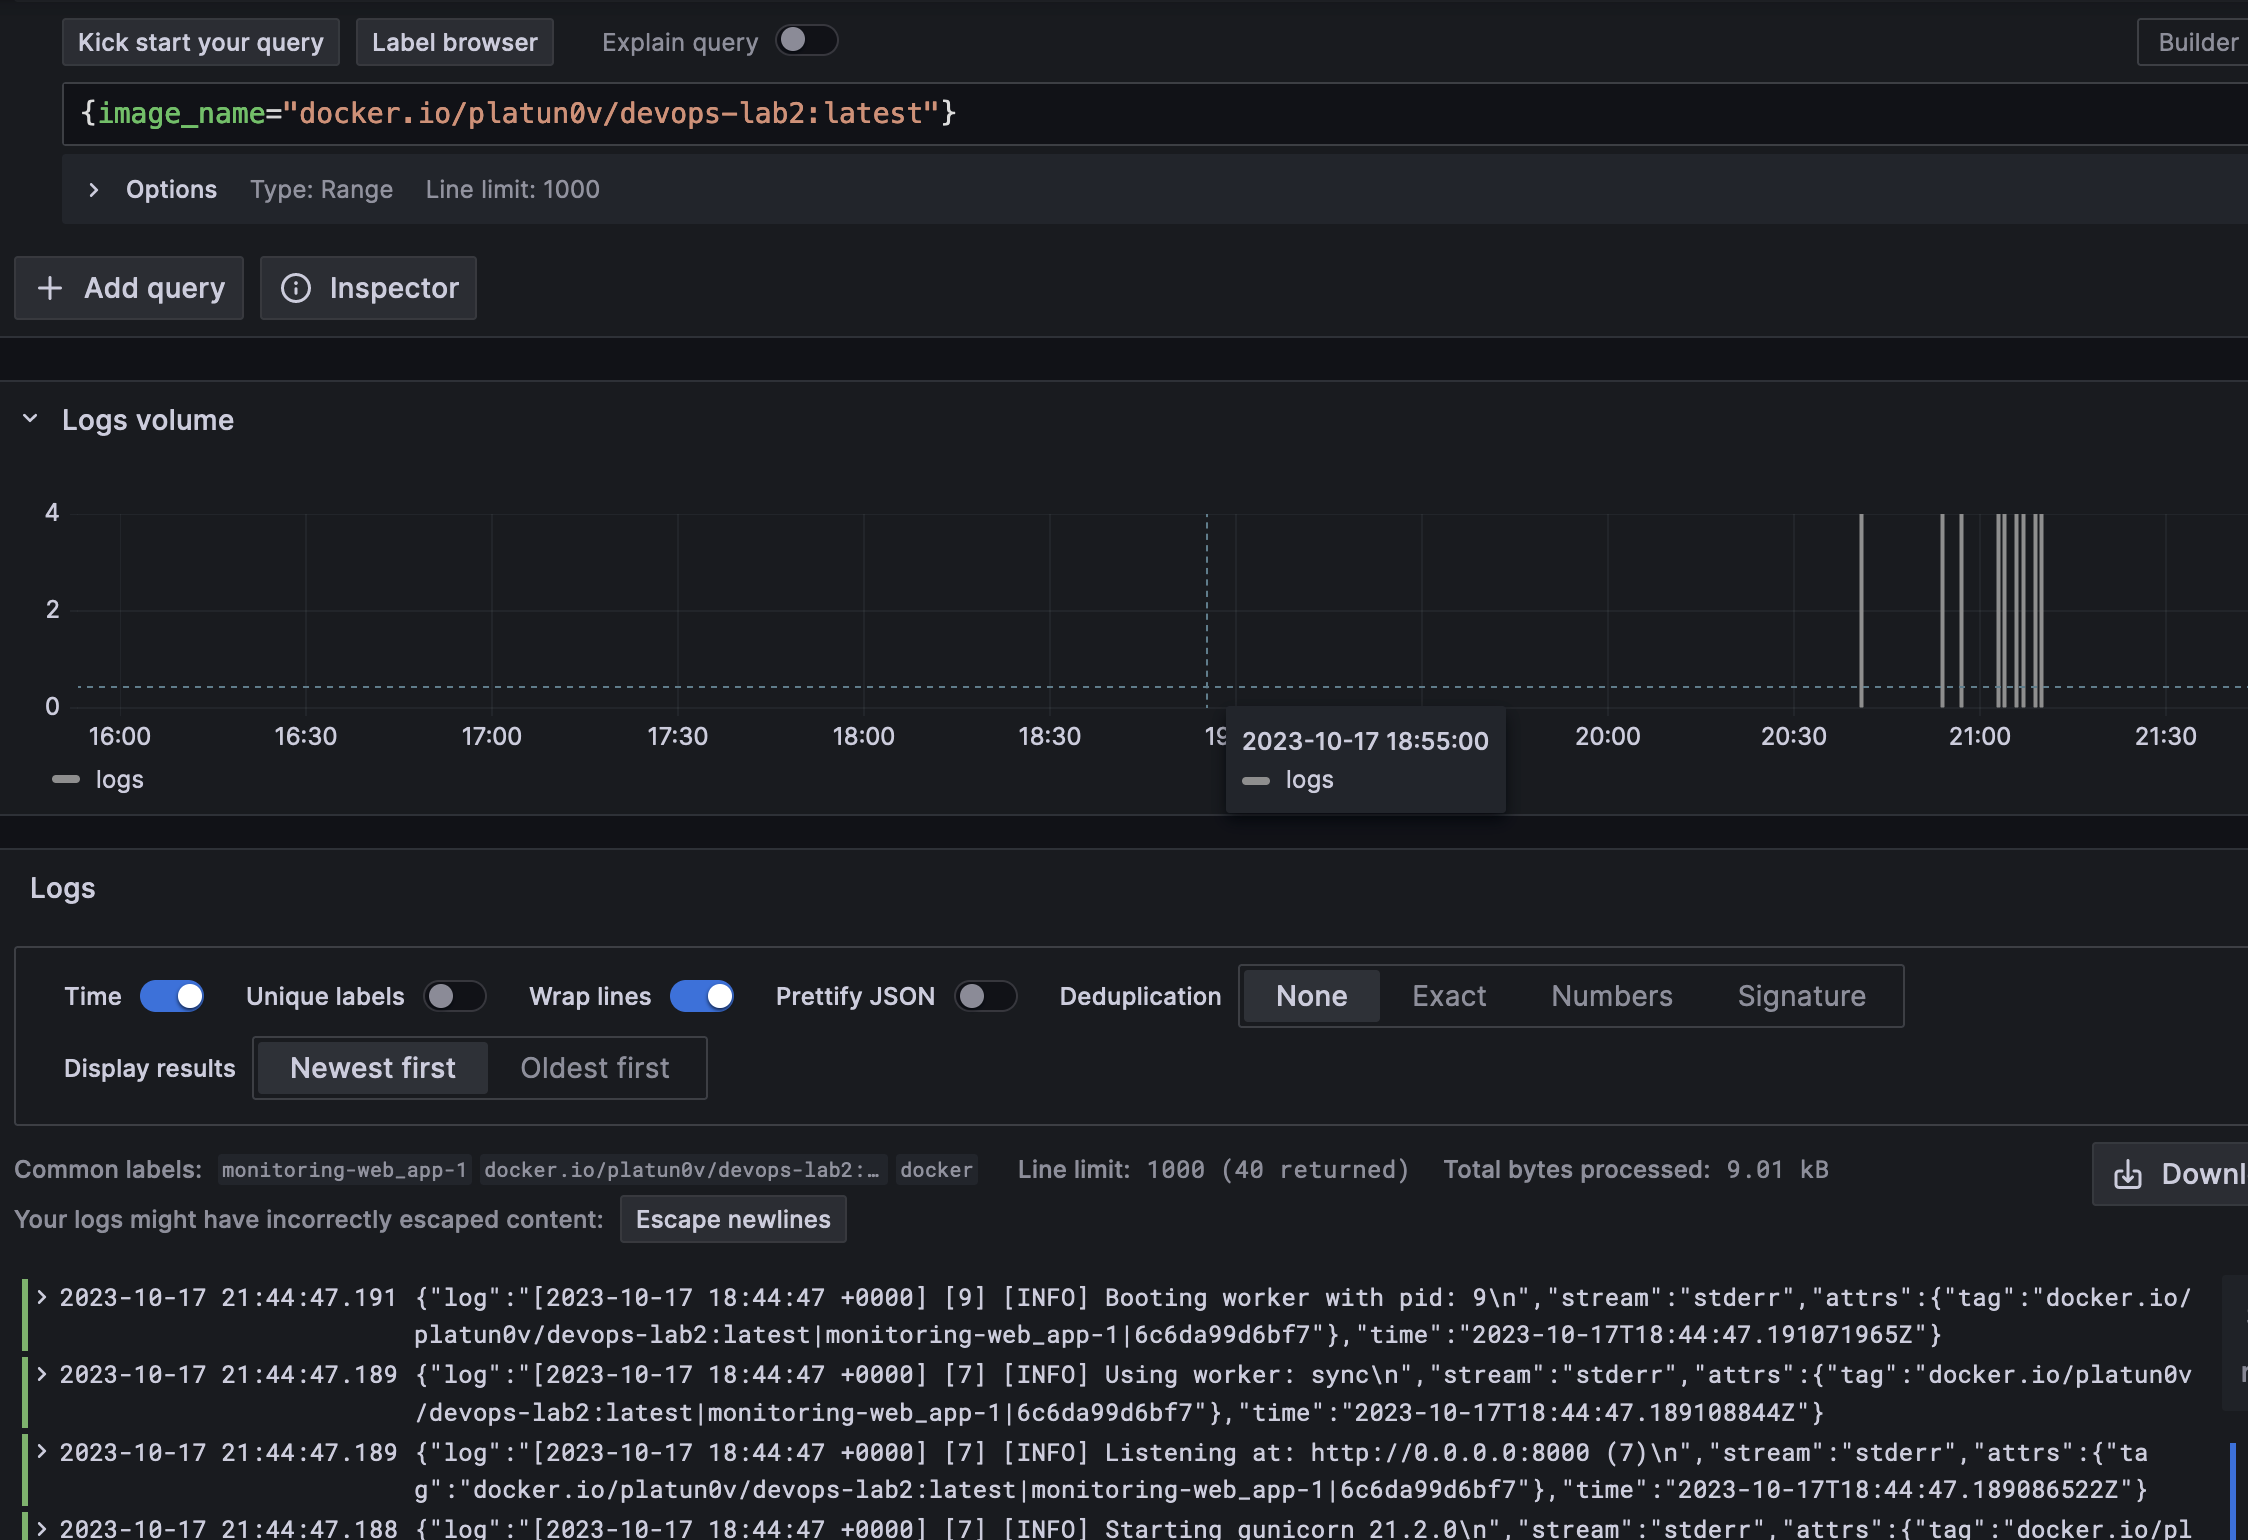 Kick start your query Label browser Explain query Builder
{image_name="docker.io/platun0v/devops-lab2:latest"}
Options Type: Range Line limit: 1000
Add query Inspector
Logs volume
4
2
0
16:00 16:30 17:00 17:30 18:00 18:30 19 20:00 20:30 21:00 21:30
2023-10-17 18:55:00
logs
logs
Logs
Time Unique labels Wrap lines Prettify JSON Deduplication None Exact Numbers Signature
Display results Newest first Oldest first
Common labels: monitoring-web_app-1 docker.io/platun0v/devops-lab2:… docker Line limit: 1000 (40 returned) Total bytes processed: 9.01 kB Downl
Your logs might have incorrectly escaped content: Escape newlines
2023-10-17 21:44:47.191 {"log":"[2023-10-17 18:44:47 +0000] [9] [INFO] Booting worker with pid: 9\n","stream":"stderr","attrs":{"tag":"docker.io/
platun0v/devops-lab2:latest|monitoring-web_app-1|6c6da99d6bf7"},"time":"2023-10-17T18:44:47.191071965Z"}
2023-10-17 21:44:47.189 {"log":"[2023-10-17 18:44:47 +0000] [7] [INFO] Using worker: sync\n","stream":"stderr","attrs":{"tag":"docker.io/platun0v
/devops-lab2:latest|monitoring-web_app-1|6c6da99d6bf7"},"time":"2023-10-17T18:44:47.189108844Z"}
2023-10-17 21:44:47.189 {"log":"[2023-10-17 18:44:47 +0000] [7] [INFO] Listening at: http://0.0.0.0:8000 (7)\n","stream":"stderr","attrs":{"ta
g":"docker.io/platun0v/devops-lab2:latest|monitoring-web_app-1|6c6da99d6bf7"},"time":"2023-10-17T18:44:47.189086522Z"}
2023-10-17 21:44:47.188 {"log":"[2023-10-17 18:44:47 +0000] [7] [INFO] Starting gunicorn 21.2.0\n","stream":"stderr","attrs":{"tag":"docker.io/pl